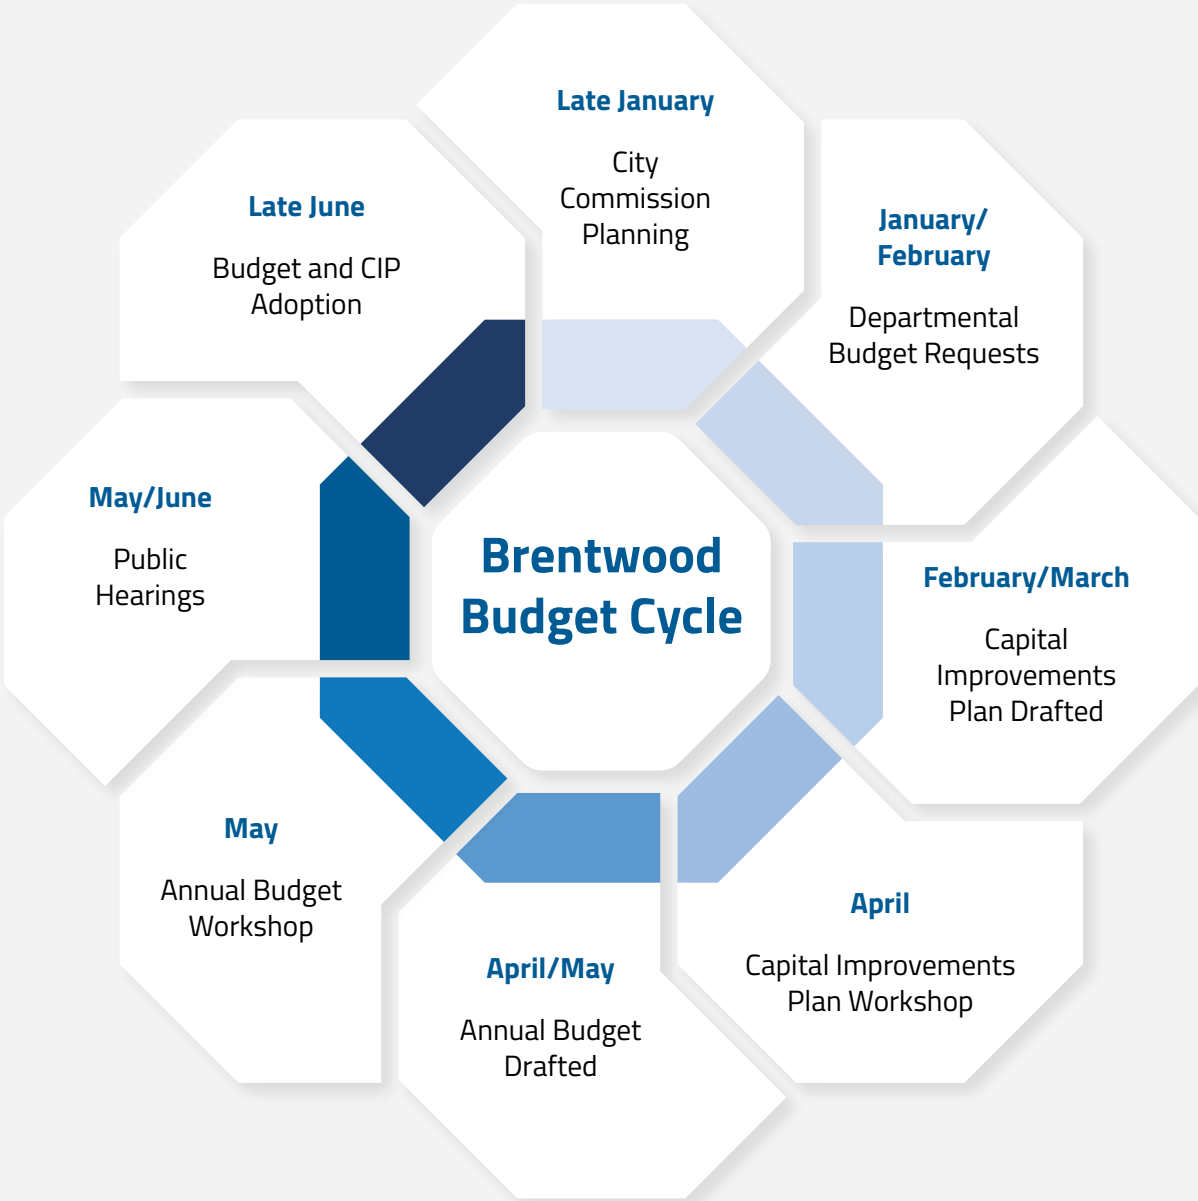 Brentwood
Budget Cycle
Late January
City
Commission
Planning
January/
February
Departmental
Budget Requests
February/March
Capital
Improvements
Plan Drafted
April
Capital Improvements
Plan Workshop
April/May
Annual Budget
Drafted
May
Annual Budget
Workshop
May/June
Public
Hearings
Late June
Budget and CIP
Adoption